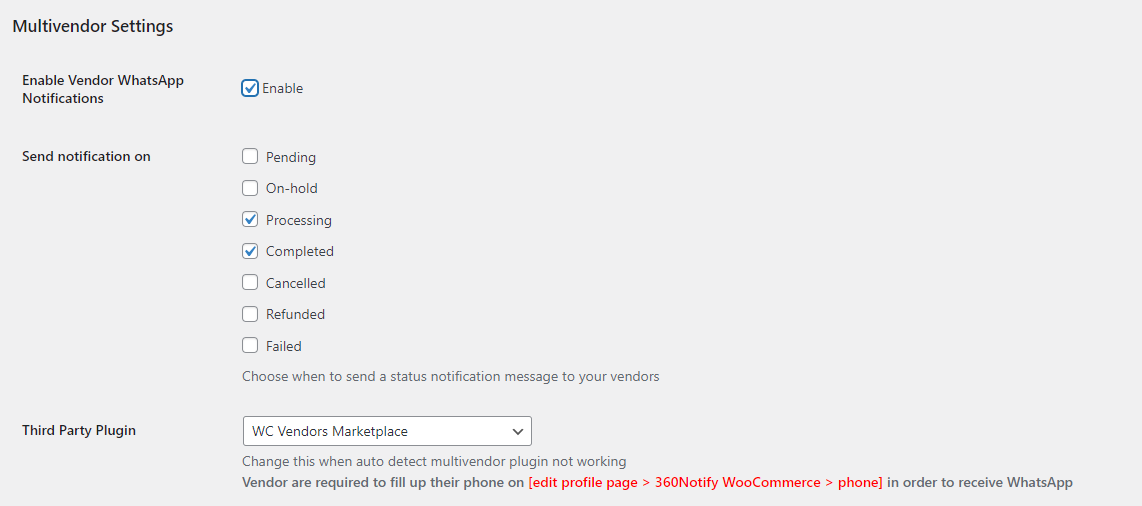 Multivendor Settings
Enable Vendor WhatsApp
Notifications
Enable
Send notification on
Pending
On-hold
Processing
Completed
Cancelled
Refunded
Failed
Choose when to send a status notification message to your vendors
Third Party Plugin
WC Vendors Marketplace
Change this when auto detect multivendor plugin not working
Vendor are required to fill up their phone on [edit profile page > 360Notify WooCommerce > phone] in order to receive WhatsApp